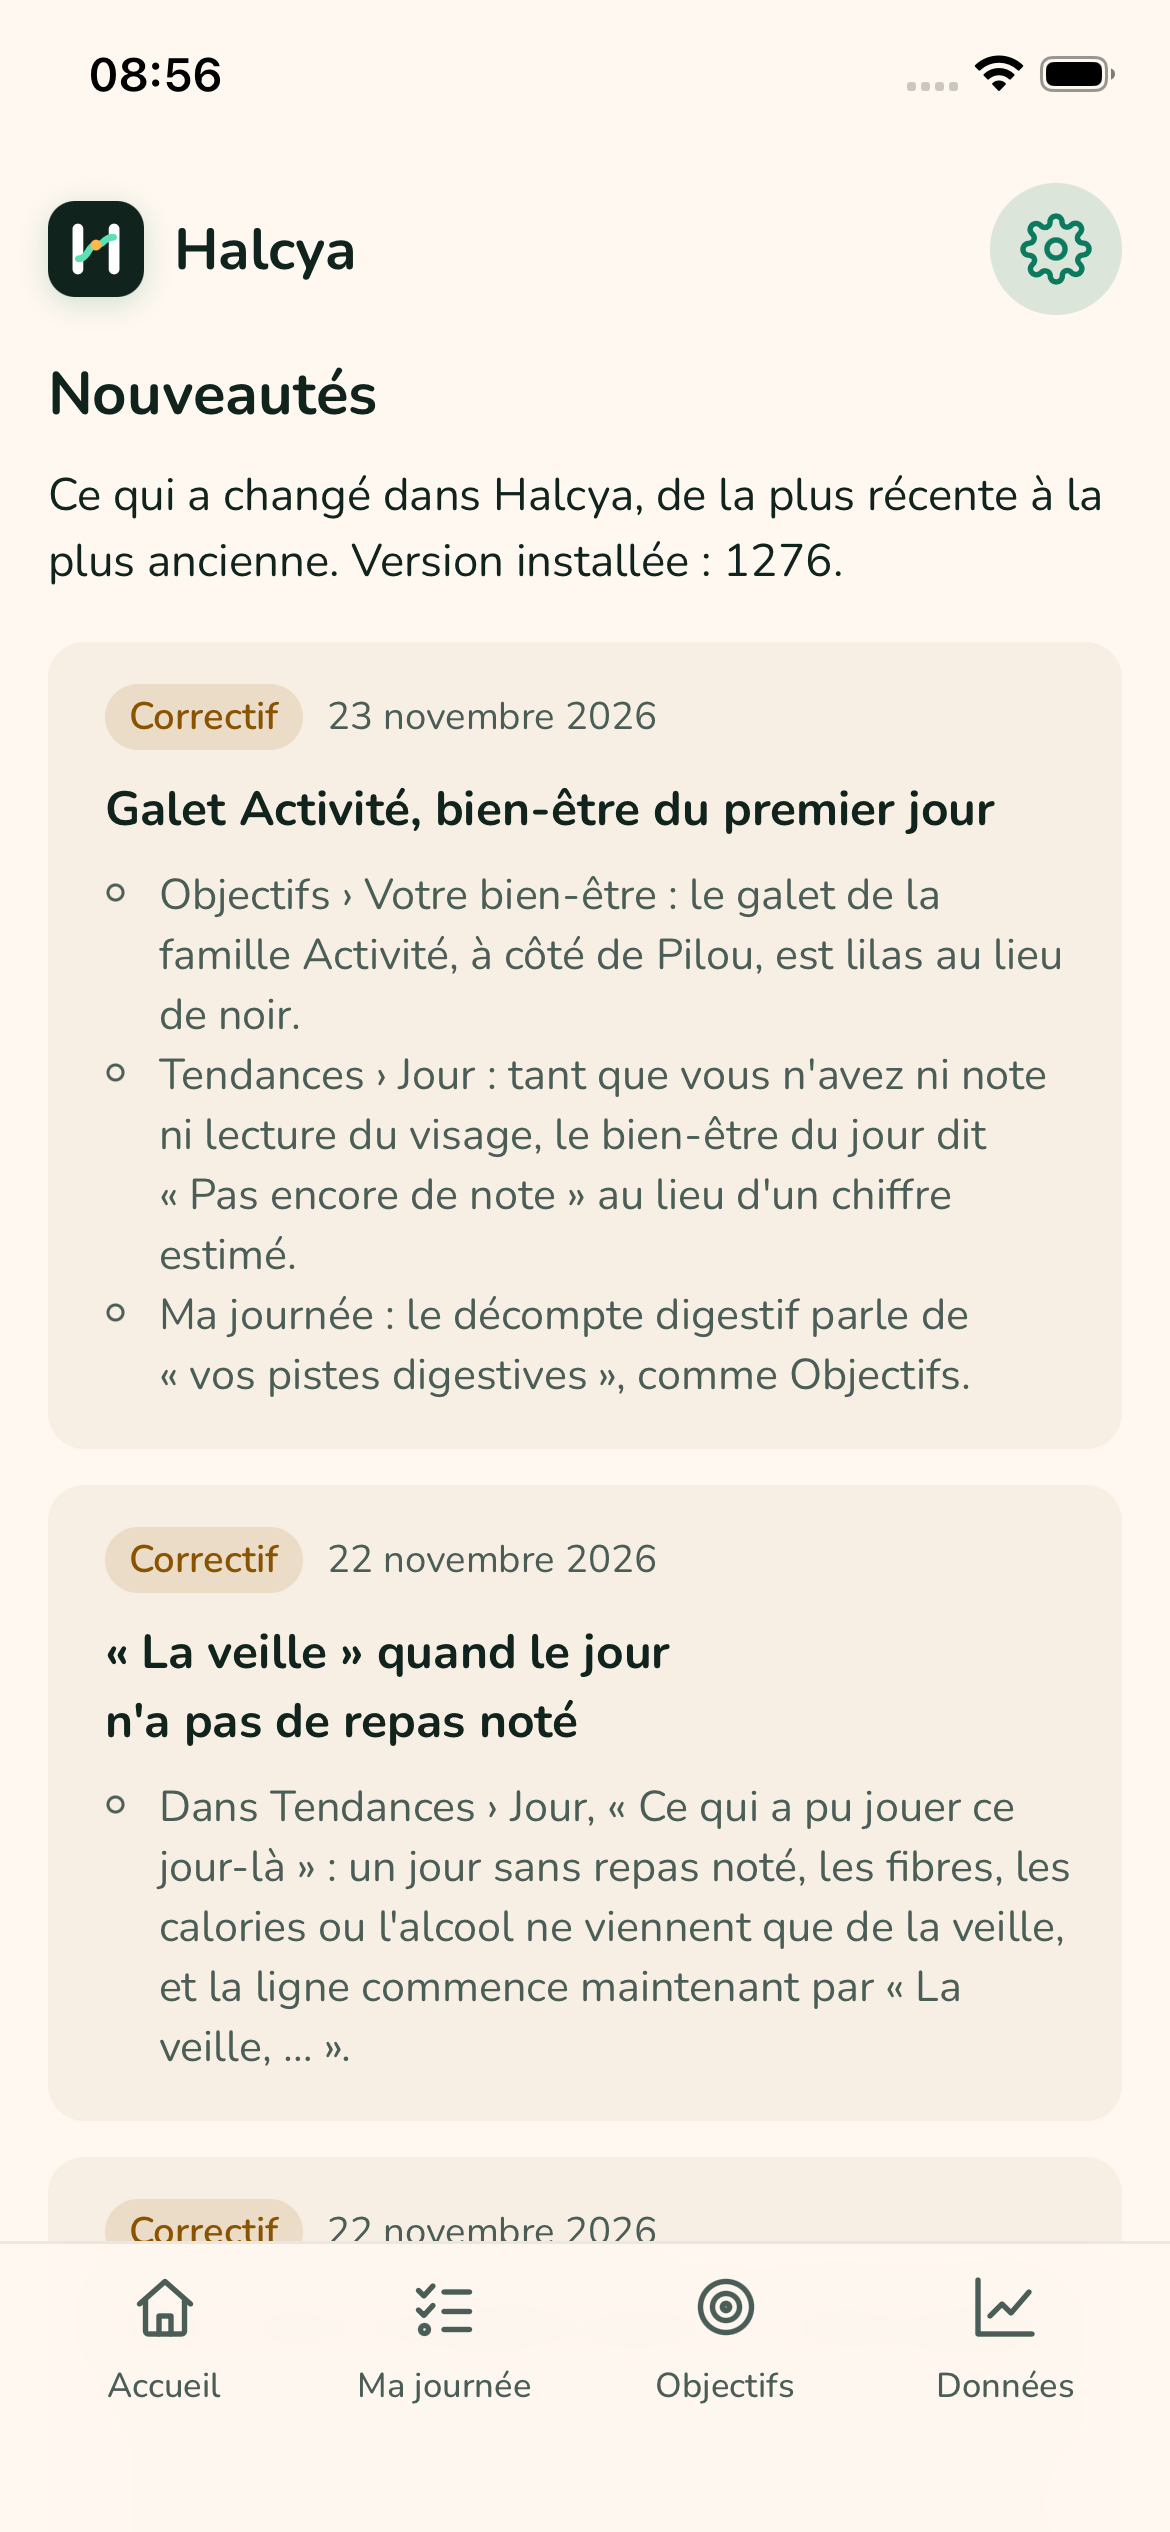 08:56
Halcya
Nouveautés
Ce qui a changé dans Halcya, de la plus récente à la
plus ancienne. Version installée : 1276.
Correctif 23 novembre 2026
Galet Activité, bien-être du premier jour
Objectifs › Votre bien-être : le galet de la
famille Activité, à côté de Pilou, est lilas au lieu
de noir.
Tendances › Jour : tant que vous n'avez ni note
ni lecture du visage, le bien-être du jour dit
« Pas encore de note » au lieu d'un chiffre
estimé.
Ma journée : le décompte digestif parle de
« vos pistes digestives », comme Objectifs.
Correctif 22 novembre 2026
« La veille » quand le jour
n'a pas de repas noté
Dans Tendances › Jour, « Ce qui a pu jouer ce
jour-là » : un jour sans repas noté, les fibres, les
calories ou l'alcool ne viennent que de la veille,
et la ligne commence maintenant par « La
veille, ... ».
Correctif 22 novembre 2026
Accueil Ma journée Objectifs Données